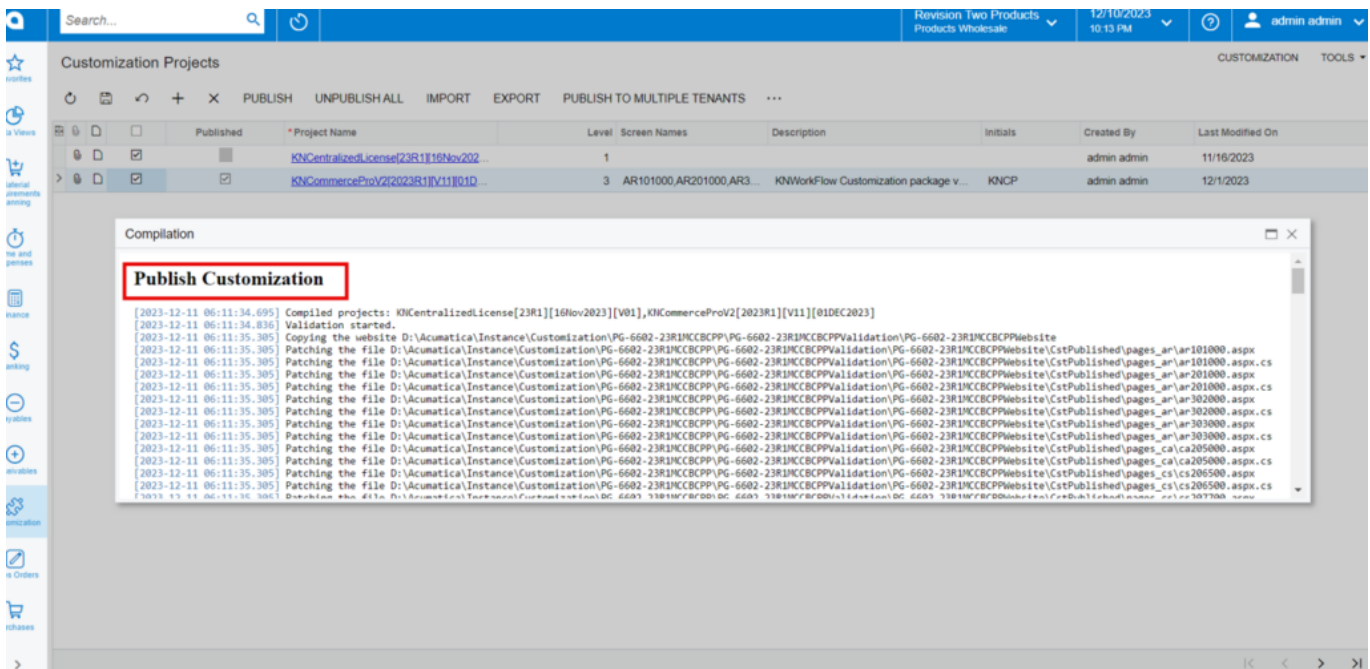 Search...
Revision Two Products
Products Wholesale
12/10/2023
10:13 PM
admin admin
Customization Projects
CUSTOMIZATION TOOLS
PUBLISH UNPUBLISH ALL IMPORT EXPORT PUBLISH TO MULTIPLE TENANTS ...
Published * Project Name Level Screen Names Description Initials Created By Last Modified On
KNCentralizedLicense[23R1][16Nov202... 1 admin admin 11/16/2023
KNCommerceProV2[2023R1][V11][01D... 3 AR101000,AR201000,AR3... KNWorkFlow Customization package v... KNCP admin admin 12/1/2023
Compilation
Publish Customization
[2023-12-11 06:11:34.695] Compiled projects: KNCentralizedLicense[23R1][16Nov2023][V01],KNCommerceProV2[2023R1][V11][01DEC2023]
[2023-12-11 06:11:34.836] Validation started.
[2023-12-11 06:11:35.305] Copying the website D:\Acumatica\Instance\Customization\PG-6602-23R1MCCBCPP\PG-6602-23R1MCCBCPPValidation\PG-6602-23R1MCCBCPPWebsite
[2023-12-11 06:11:35.305] Patching the file D:\Acumatica\Instance\Customization\PG-6602-23R1MCCBCPP\PG-6602-23R1MCCBCPPValidation\PG-6602-23R1MCCBCPPWebsite\CstPublished\pages_ar\ar101000.aspx
[2023-12-11 06:11:35.305] Patching the file D:\Acumatica\Instance\Customization\PG-6602-23R1MCCBCPP\PG-6602-23R1MCCBCPPValidation\PG-6602-23R1MCCBCPPWebsite\CstPublished\pages_ar\ar101000.aspx.cs
[2023-12-11 06:11:35.305] Patching the file D:\Acumatica\Instance\Customization\PG-6602-23R1MCCBCPP\PG-6602-23R1MCCBCPPValidation\PG-6602-23R1MCCBCPPWebsite\CstPublished\pages_ar\ar201000.aspx
[2023-12-11 06:11:35.305] Patching the file D:\Acumatica\Instance\Customization\PG-6602-23R1MCCBCPP\PG-6602-23R1MCCBCPPValidation\PG-6602-23R1MCCBCPPWebsite\CstPublished\pages_ar\ar201000.aspx.cs
[2023-12-11 06:11:35.305] Patching the file D:\Acumatica\Instance\Customization\PG-6602-23R1MCCBCPP\PG-6602-23R1MCCBCPPValidation\PG-6602-23R1MCCBCPPWebsite\CstPublished\pages_ar\ar302000.aspx
[2023-12-11 06:11:35.305] Patching the file D:\Acumatica\Instance\Customization\PG-6602-23R1MCCBCPP\PG-6602-23R1MCCBCPPValidation\PG-6602-23R1MCCBCPPWebsite\CstPublished\pages_ar\ar302000.aspx.cs
[2023-12-11 06:11:35.305] Patching the file D:\Acumatica\Instance\Customization\PG-6602-23R1MCCBCPP\PG-6602-23R1MCCBCPPValidation\PG-6602-23R1MCCBCPPWebsite\CstPublished\pages_ar\ar303000.aspx
[2023-12-11 06:11:35.305] Patching the file D:\Acumatica\Instance\Customization\PG-6602-23R1MCCBCPP\PG-6602-23R1MCCBCPPValidation\PG-6602-23R1MCCBCPPWebsite\CstPublished\pages_ar\ar303000.aspx.cs
[2023-12-11 06:11:35.305] Patching the file D:\Acumatica\Instance\Customization\PG-6602-23R1MCCBCPP\PG-6602-23R1MCCBCPPValidation\PG-6602-23R1MCCBCPPWebsite\CstPublished\pages_ca\ca205000.aspx
[2023-12-11 06:11:35.305] Patching the file D:\Acumatica\Instance\Customization\PG-6602-23R1MCCBCPP\PG-6602-23R1MCCBCPPValidation\PG-6602-23R1MCCBCPPWebsite\CstPublished\pages_ca\ca205000.aspx.cs
[2023-12-11 06:11:35.305] Patching the file D:\Acumatica\Instance\Customization\PG-6602-23R1MCCBCPP\PG-6602-23R1MCCBCPPValidation\PG-6602-23R1MCCBCPPWebsite\CstPublished\pages_cs\cs206500.aspx
[2023-12-11 06:11:35.305] Patching the file D:\Acumatica\Instance\Customization\PG-6602-23R1MCCBCPP\PG-6602-23R1MCCBCPPValidation\PG-6602-23R1MCCBCPPWebsite\CstPublished\pages_cs\cs206500.aspx.cs